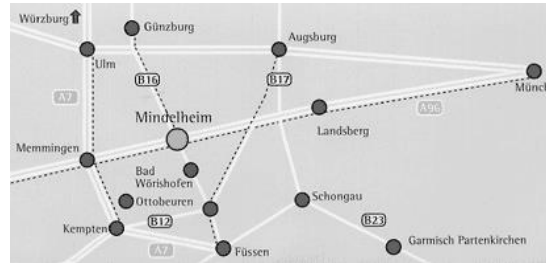 Würzburg
Günzburg
Augsburg
Ulm
B16
B17
Münch
A7
A96
Mindelheim
Landsberg
Memmingen
Bad
Wörishofen
Ottobeuren
Schongau
B12
B23
Kempten
A7
Füssen
Garmisch Partenkirchen